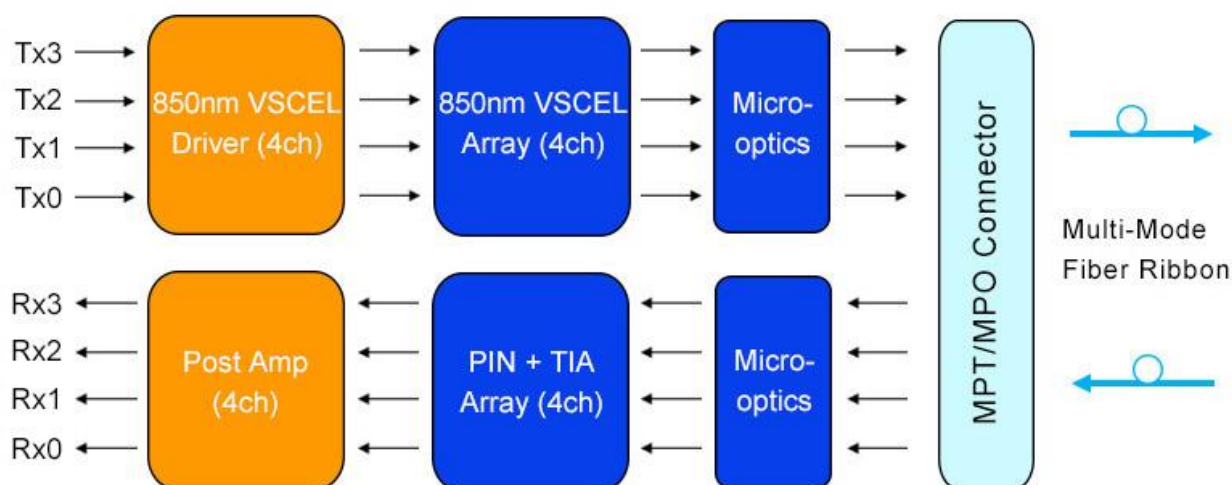 Tx3
Tx2
Tx1
Tx0
850nm VSCEL
Driver (4ch)
850nm VSCEL
Array (4ch)
Micro-
optics
Rx3
Rx2
Rx1
Rx0
Post Amp
(4ch)
PIN + TIA
Array (4ch)
Micro-
optics
MPT/MPO Connector
Multi-Mode
Fiber Ribbon